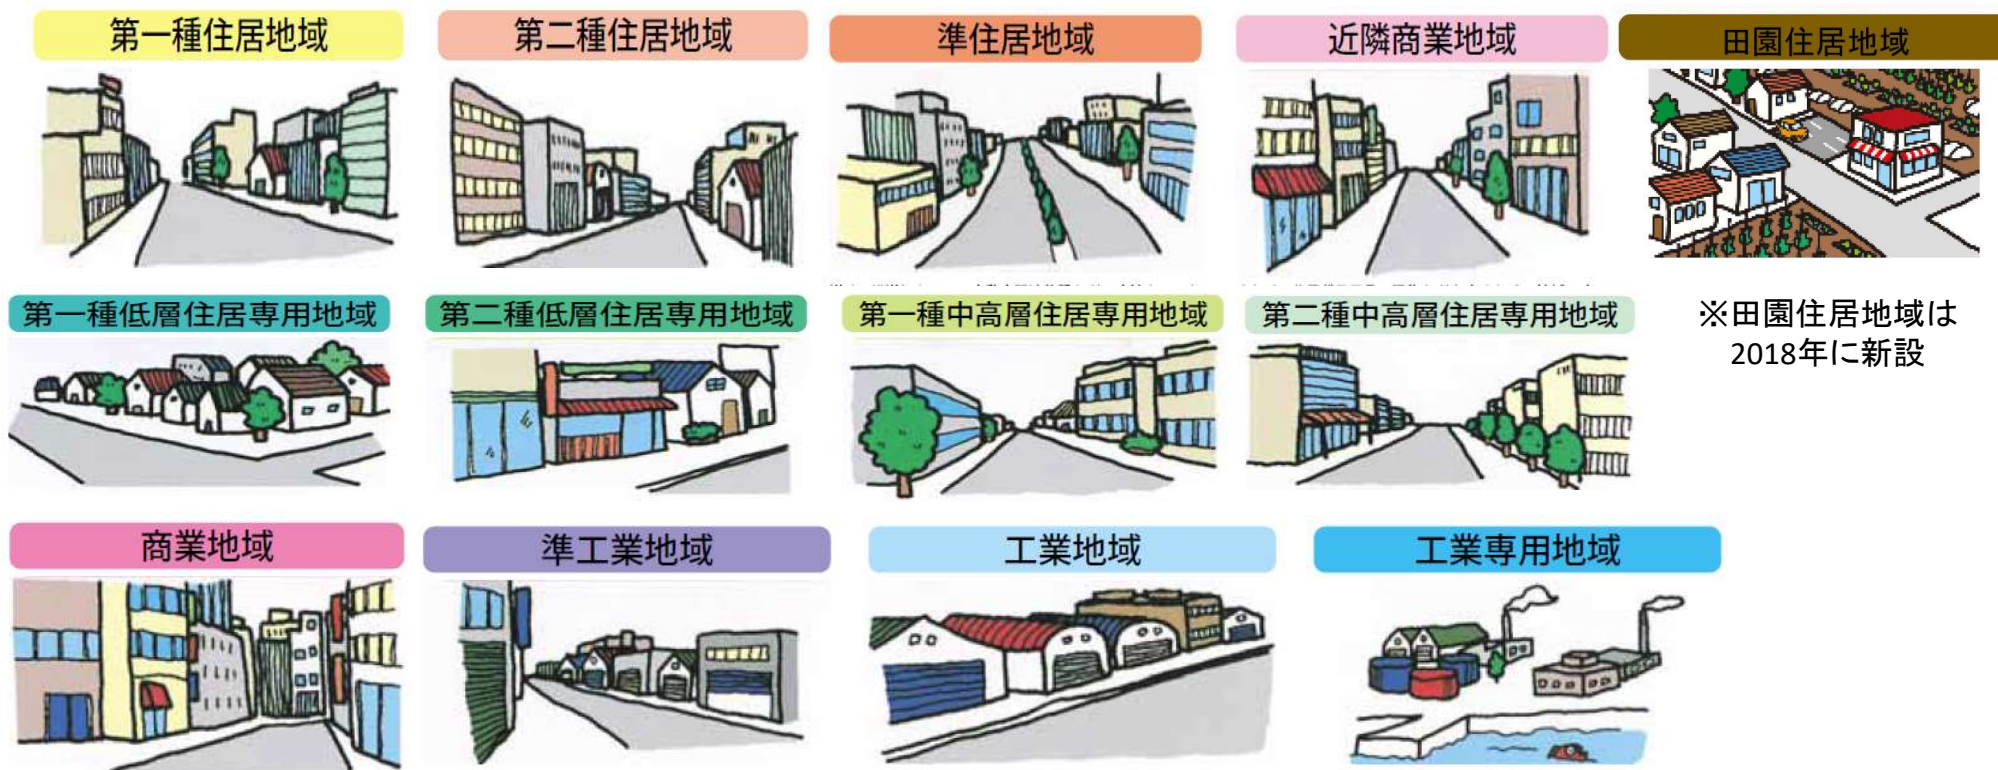 第一種住居地域
第二種住居地域
準住居地域
近隣商業地域
田園住居地域
第一種低層住居専用地域
第二種低層住居専用地域
第一種中高層住居専用地域
第二種中高層住居専用地域
※田園住居地域は
2018年に新設
商業地域
準工業地域
工業地域
工業専用地域